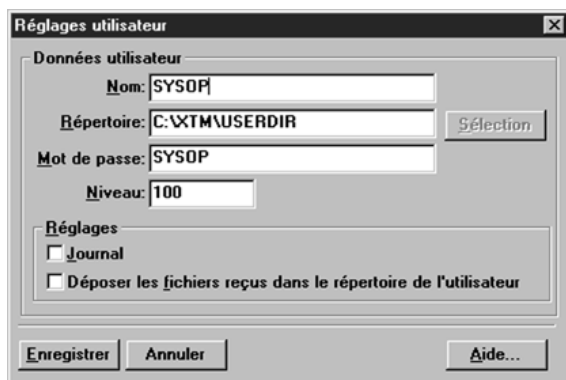 Réglages utilisateur
Données utilisateur
Nom: SYSOP
Répertoire: C:\XTM\USERDIR Sélection
Mot de passe: SYSOP
Niveau: 100
Réglages
Journal
Déposer les fichiers reçus dans le répertoire de l'utilisateur
Enregistrer Annuler Aide...